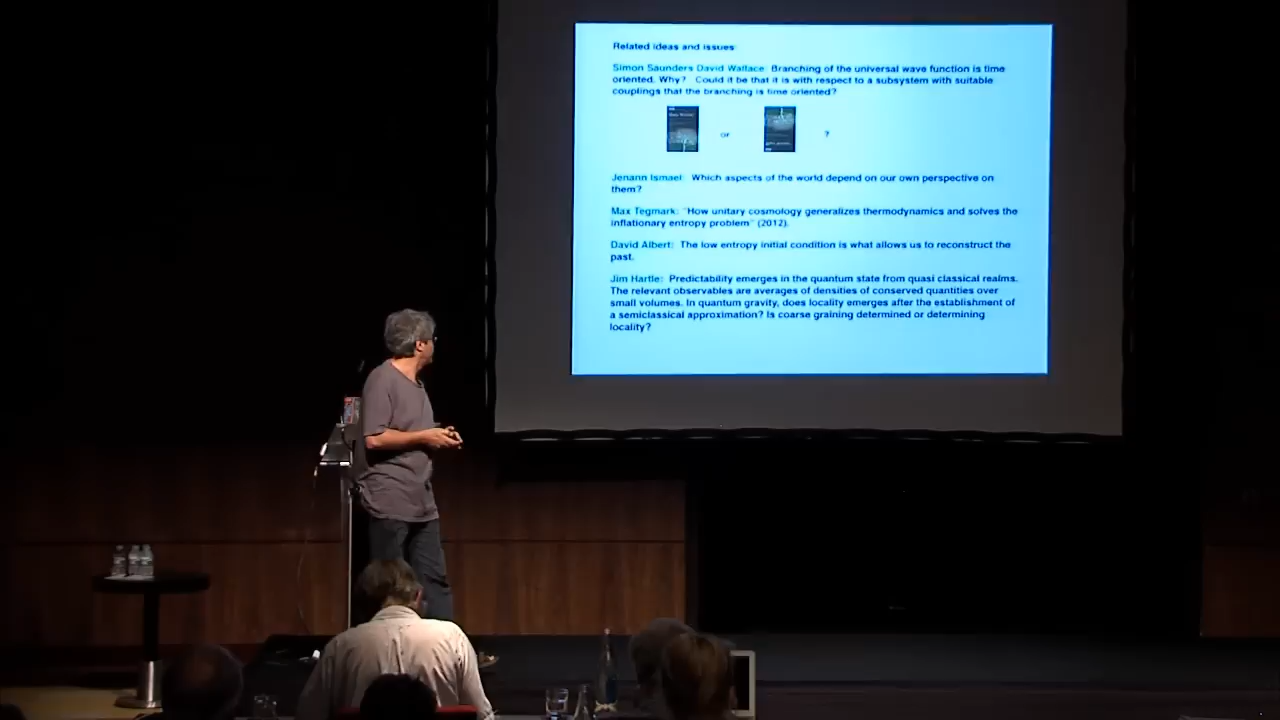 Related ideas and issues:
Simon Saunders David Wallace: Branching of the universal wave function is time
oriented. Why? Could it be that it is with respect to a subsystem with suitable
couplings that the branching is time oriented?
or
?
Jenann Ismael: Which aspects of the world depend on our own perspective on
them?
Max Tegmark: "How unitary cosmology generalizes thermodynamics and solves the
inflationary entropy problem" (2012).
David Albert: The low entropy initial condition is what allows us to reconstruct the
past.
Jim Hartle: Predictability emerges in the quantum state from quasi classical realms.
The relevant observables are averages of densities of conserved quantities over
small volumes. In quantum gravity, does locality emerges after the establishment of
a semiclassical approximation? Is coarse graining determined or determining
locality?